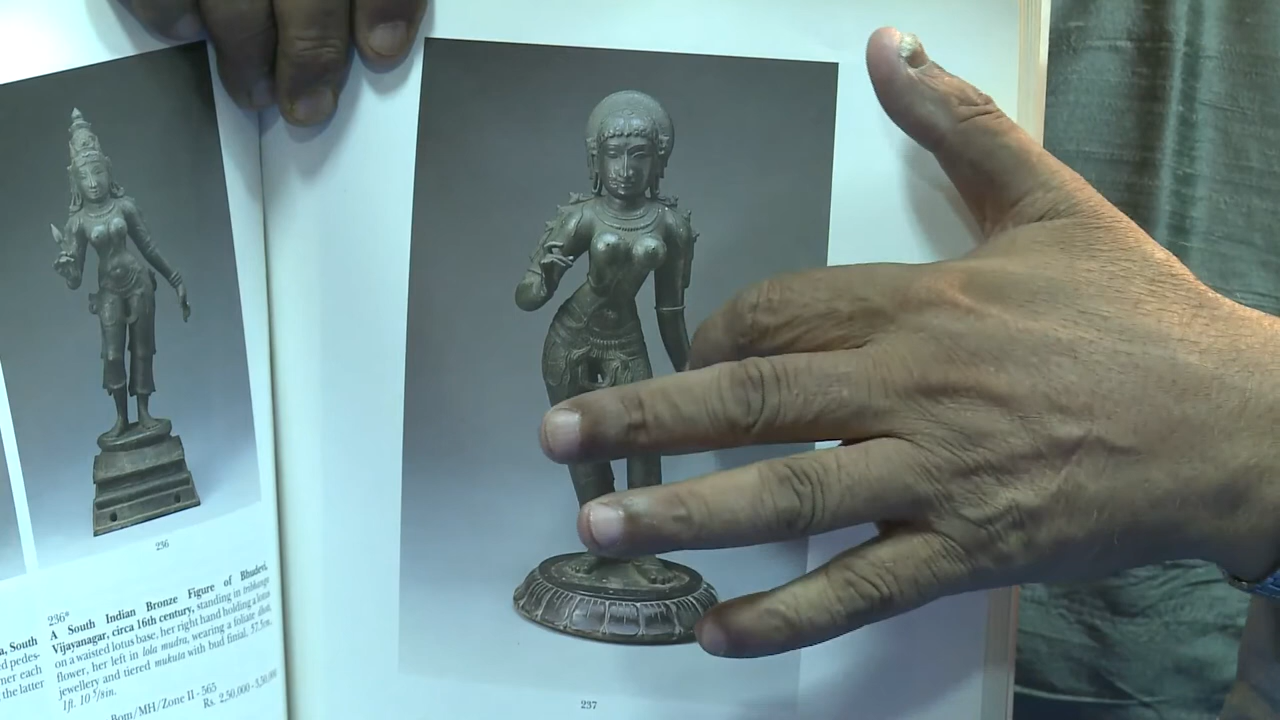 236
236*
A South Indian Bronze Figure of Bhudevi,
Vijayanagar, circa 16th century, standing in tribhanga
on a waisted lotus base, her right hand holding a lotus
flower, her left in lola mudra, wearing a foliate dhoti,
jewellery and tiered mukuta with bud finial, 57.5cm.
1ft. 10 5/8in.
Bom/MH/Zone II - 565
Rs. 2,50,000 - 3,50,000
a, South
ed pedes-
ner each
the latter
237